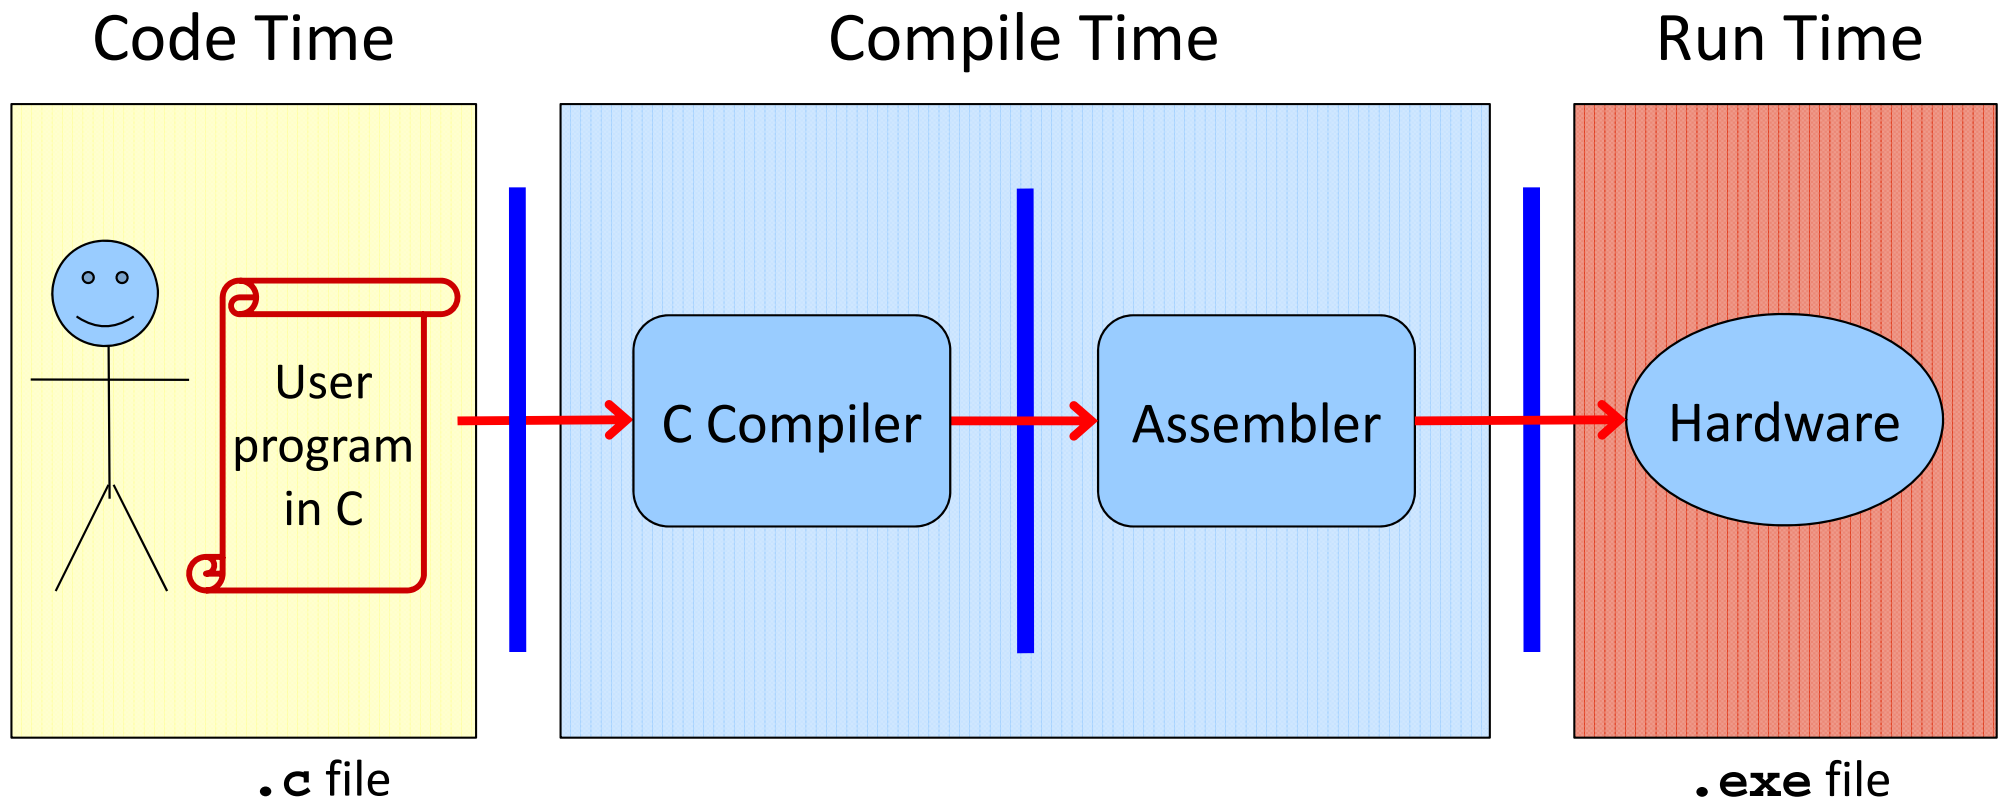 Code Time
Compile Time
Run Time
User
program
in C
C Compiler
Assembler
Hardware
.c file
.exe file